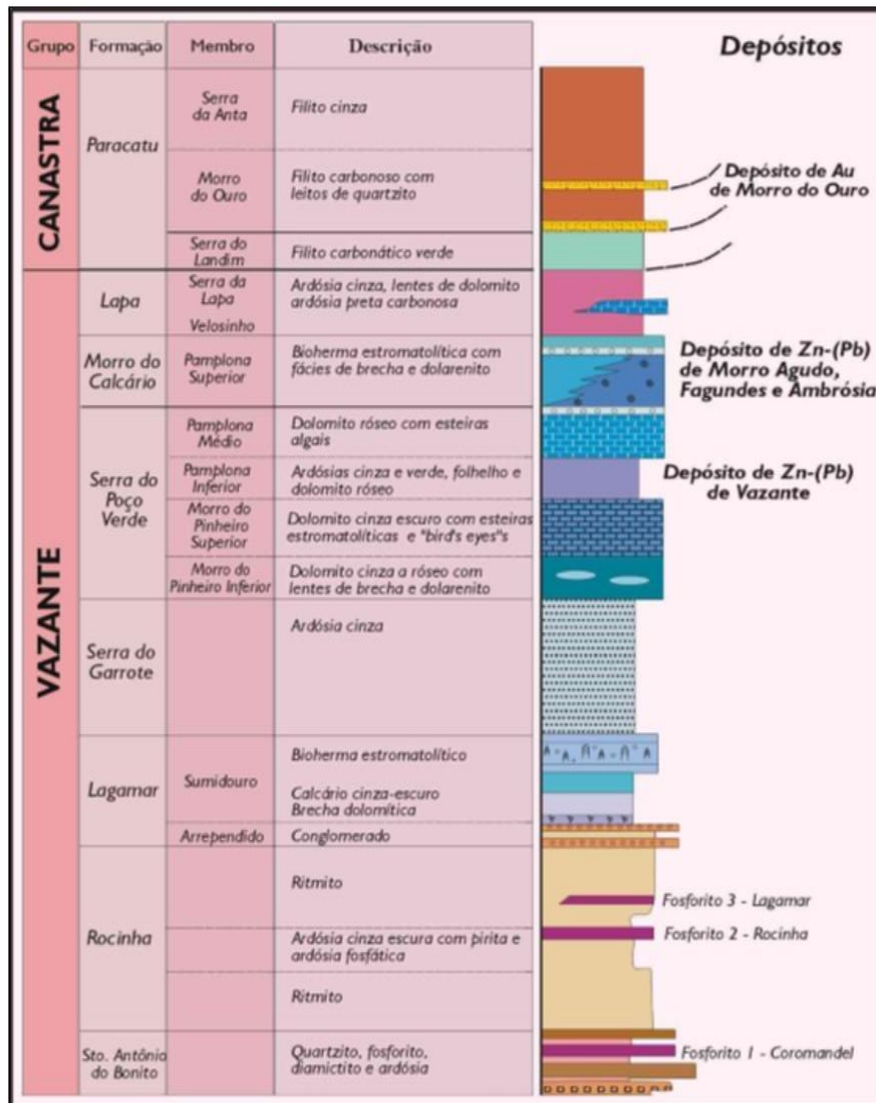 Grupo Formação Membro Descrição Depósitos
CANASTRA
Paracatu
Serra
da Anta
Filito cinza
Morro
do Ouro
Filito carbonoso com
leitos de quartzito
Depósito de Au
de Morro do Ouro
Serra do
Landim
Filito carbonático verde
VAZANTE
Lapa
Serra da
Lapa
Velosinho
Ardósia cinza, lentes de dolomito
ardósia preta carbonosa
Morro do
Calcário
Pamplona
Superior
Bioherma estromatolítica com
fácies de brecha e dolarenito
Depósito de Zn-(Pb)
de Morro Agudo,
Fagundes e Ambrósia
Serra do
Poço
Verde
Pamplona
Médio
Dolomito róseo com esteiras
algais
Pamplona
Inferior
Ardósias cinza e verde, folhelho e
dolomito róseo
Depósito de Zn-(Pb)
de Vazante
Morro do
Pinheiro
Superior
Dolomito cinza escuro com esteiras
estromatolíticas e "bird's eyes"s
Morro do
Pinheiro Inferior
Dolomito cinza a róseo com
lentes de brecha e dolarenito
Serra do
Garrote
Ardósia cinza
Lagamar
Sumidouro
Bioherma estromatolítico
Calcário cinza-escuro
Brecha dolomítica
Arrependido
Conglomerado
Rocinha
Ritmito
Fosforito 3 - Lagamar
Ardósia cinza escura com pirita e
ardósia fosfática
Fosforito 2 - Rocinha
Ritmito
Sto. Antônio
do Bonito
Quartzito, fosforito,
diamictito e ardósia
Fosforito 1 - Coromandel